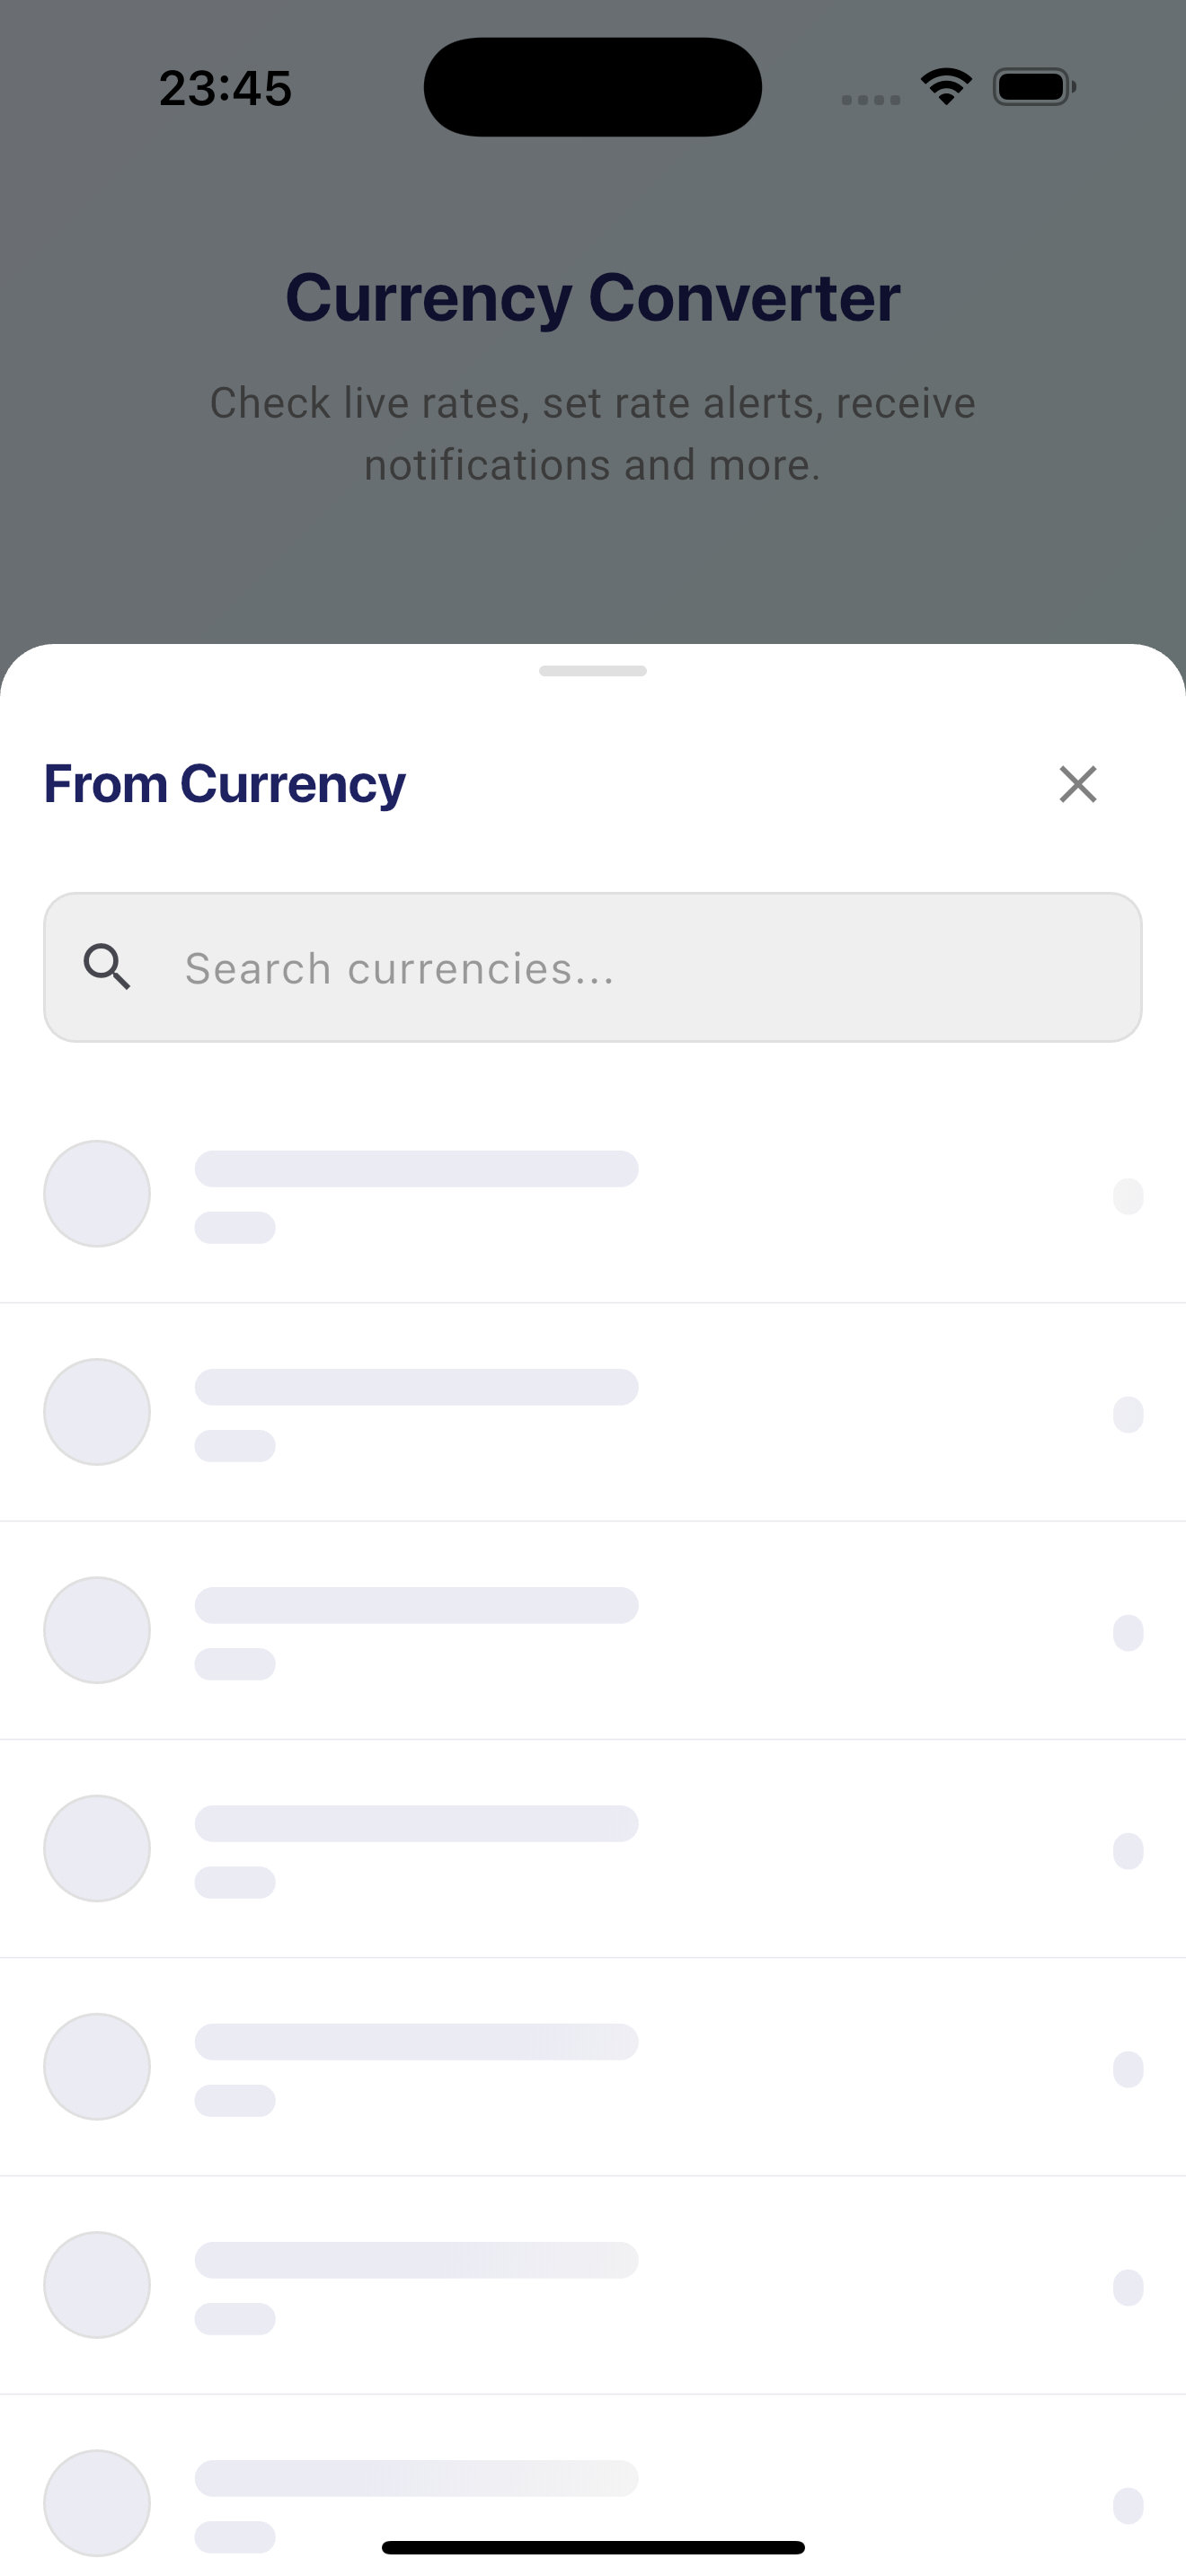 23:45
Currency Converter
Check live rates, set rate alerts, receive
notifications and more.
From Currency
Search currencies...